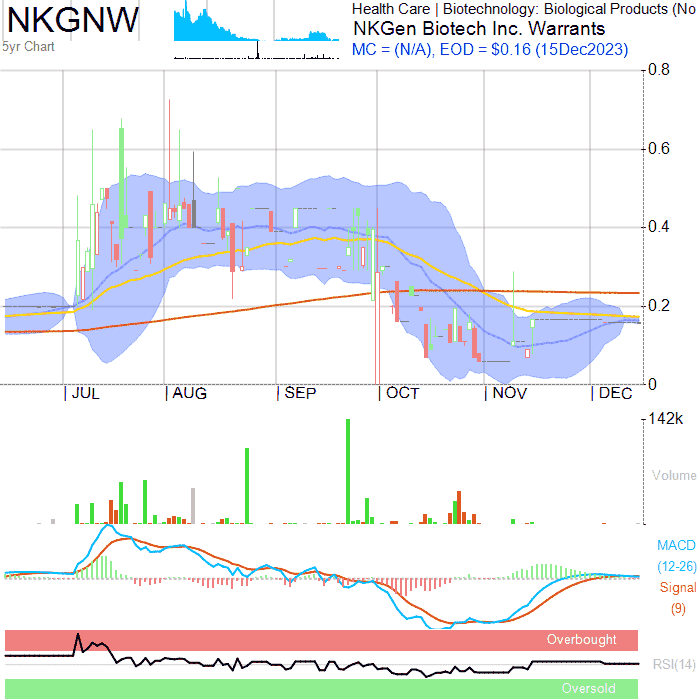 NKGNW
5yr Chart
Health Care | Biotechnology: Biological Products (No
NKGen Biotech Inc. Warrants
MC = (N/A), EOD = $0.16 (15Dec2023)
0.8
0.6
0.4
0.2
0
| JUL | AUG | SEP | OCT | NOV | DEC
142k
Volume
MACD
(12-26)
Signal
(9)
Overbought
RSI(14)
Oversold